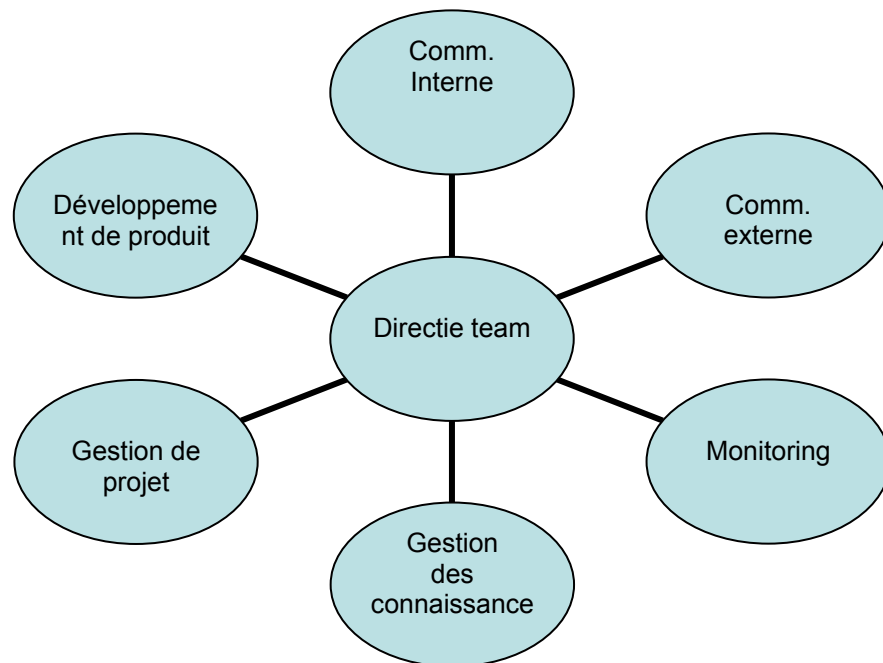 Comm.
Interne
Développeme
nt de produit
Comm.
externe
Directie team
Gestion de
projet
Monitoring
Gestion
des
connaissance